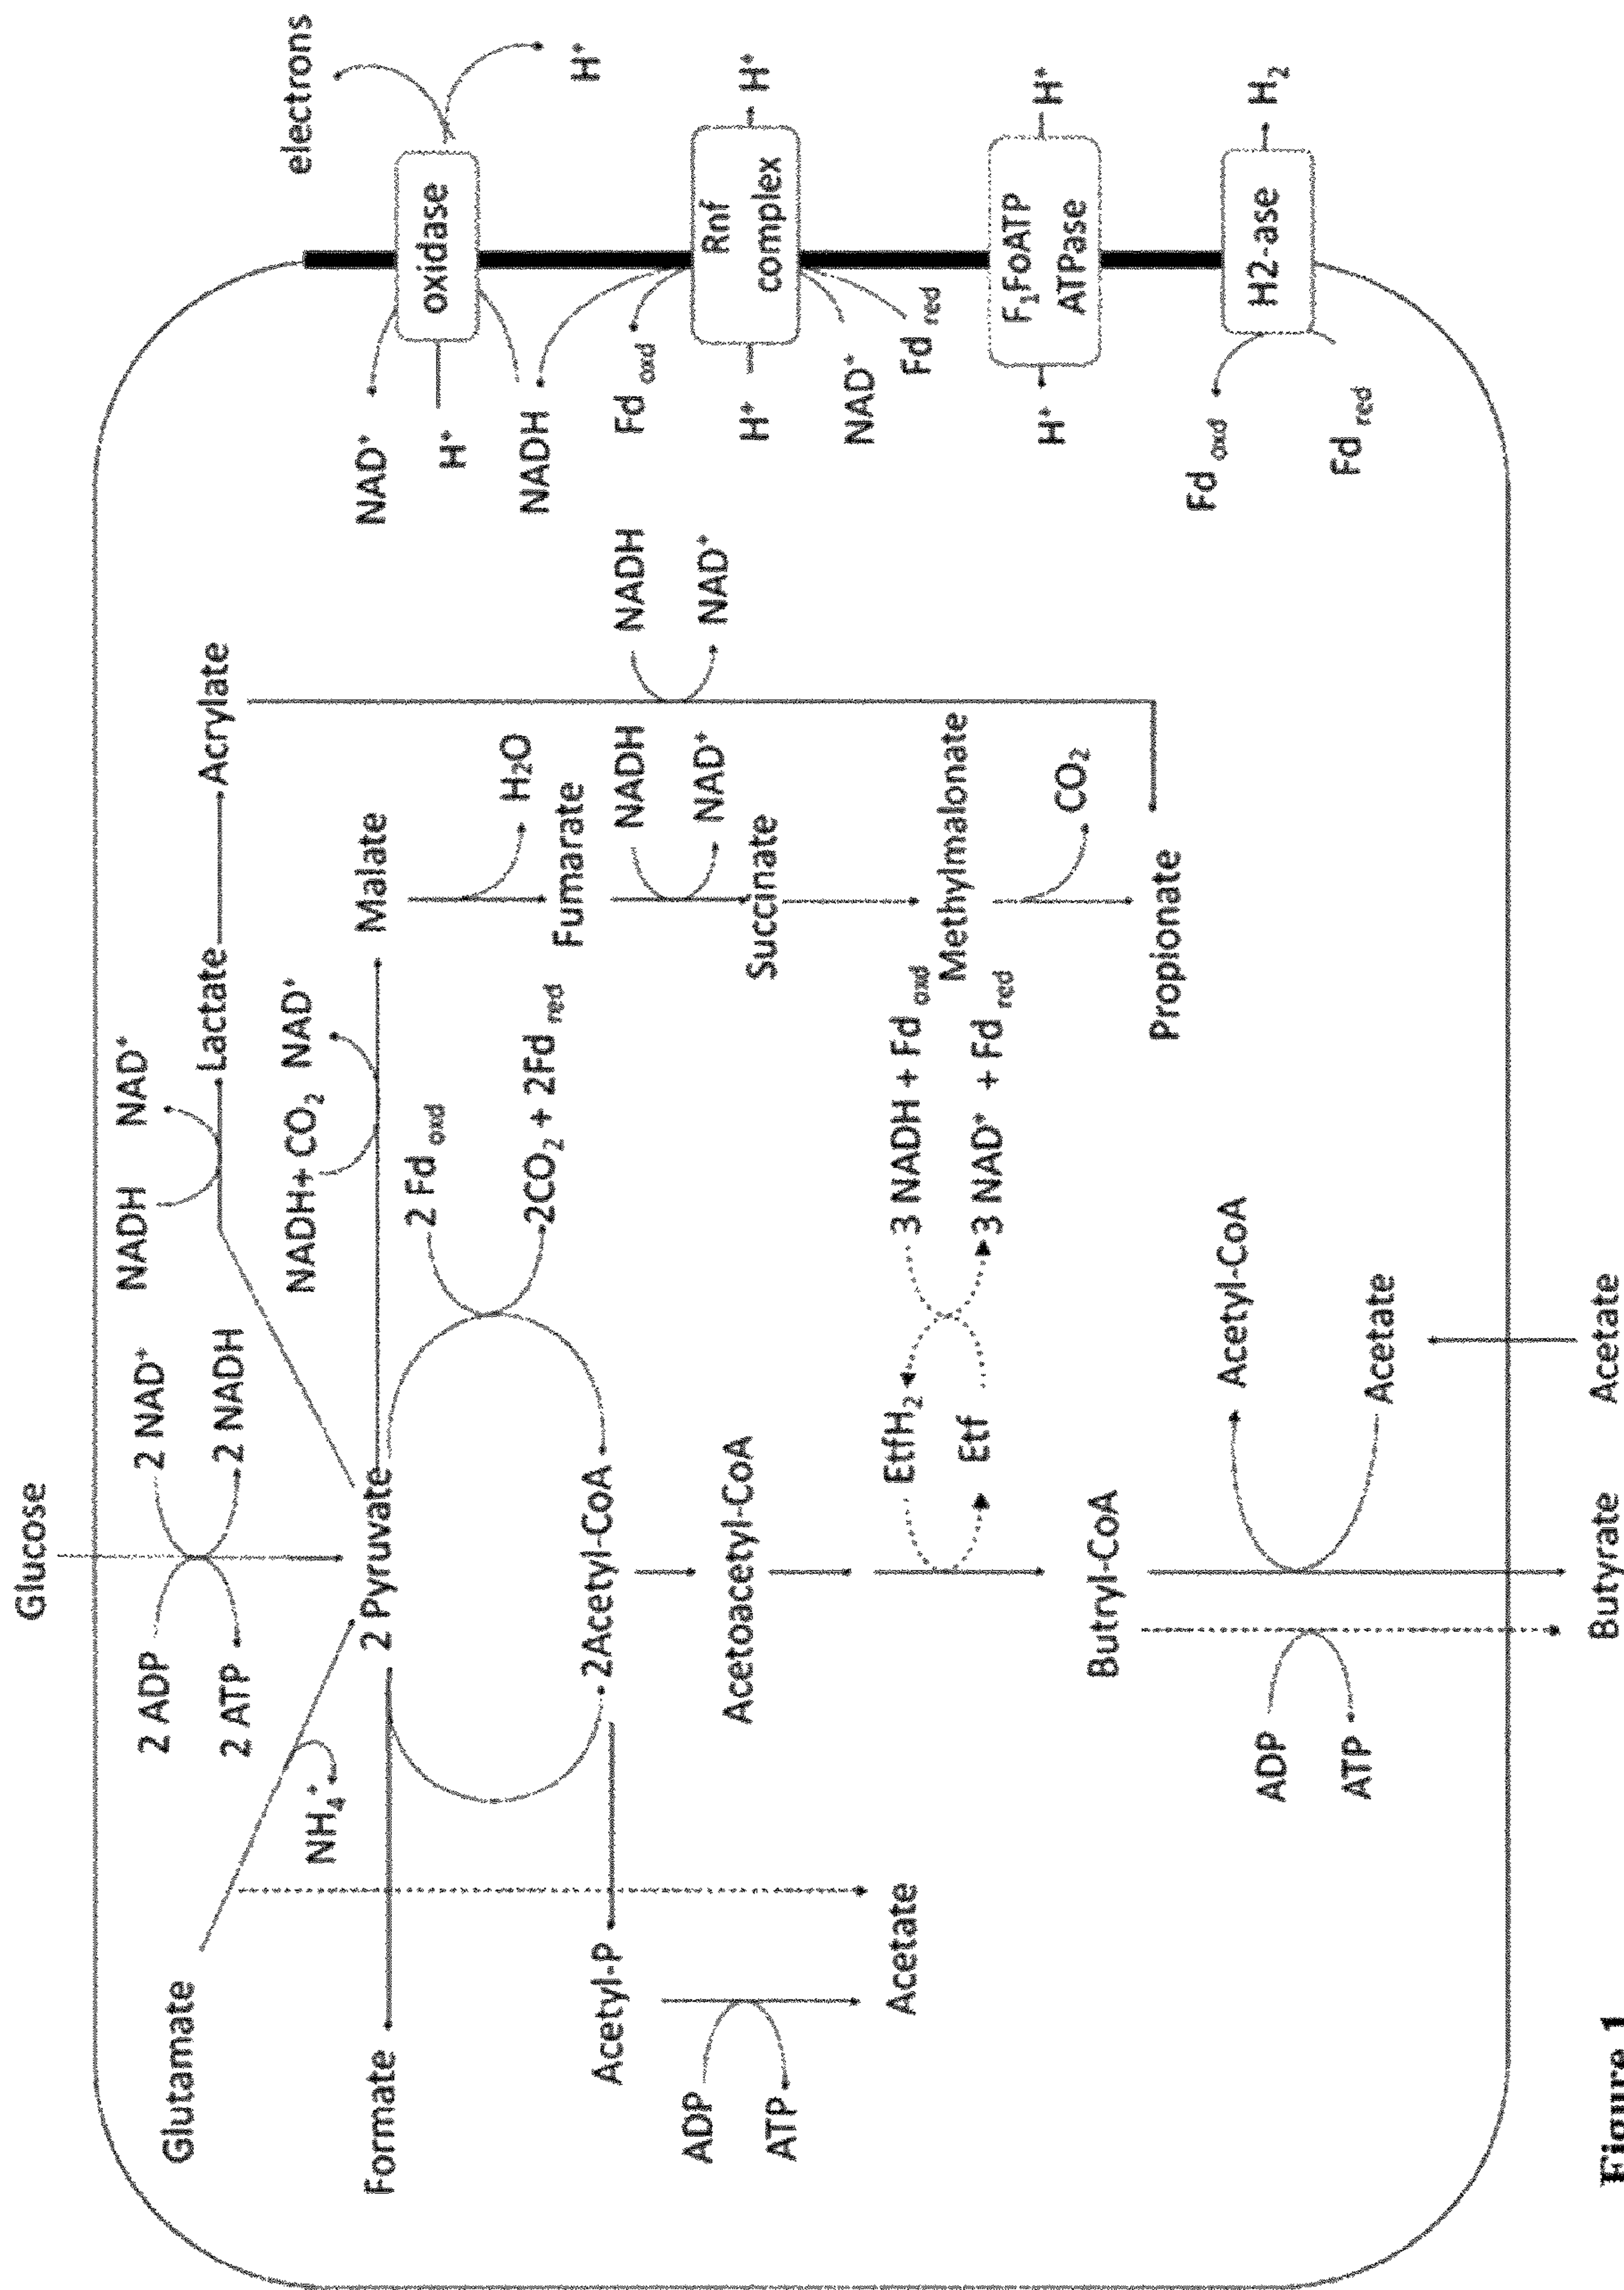 Glucose
Glutamate
2 ADP
2 NAD⁺
NADH
NAD⁺
2 ATP
2 NADH
Lactate
Acrylate
NH₄⁺
NADH+ CO₂
NAD⁺
electrons
Formate
2 Pyruvate
Malate
NAD⁺
oxidase
2 Fd oxd
H⁺
H₂O
2CO₂ + 2Fd red
NADH
H⁺
Fumarate
Acetyl-P
2Acetyl-CoA
NADH
NADH
Fd oxd
ADP
NAD⁺
NAD⁺
Rnf
complex
Acetoacetyl-CoA
Succinate
H⁺
H⁺
ATP
NAD⁺
Acetate
EtfH₂
3 NADH + Fd oxd
Fd red
Etf
3 NAD⁺ + Fd red
Methylmalonate
F₁FoATP
ATPase
H⁺
H⁺
CO₂
Butryl-CoA
Propionate
Fd oxd
Acetyl-CoA
ADP
H2-ase
H₂
ATP
Acetate
Fd red
Butyrate
Acetate
Figure 1